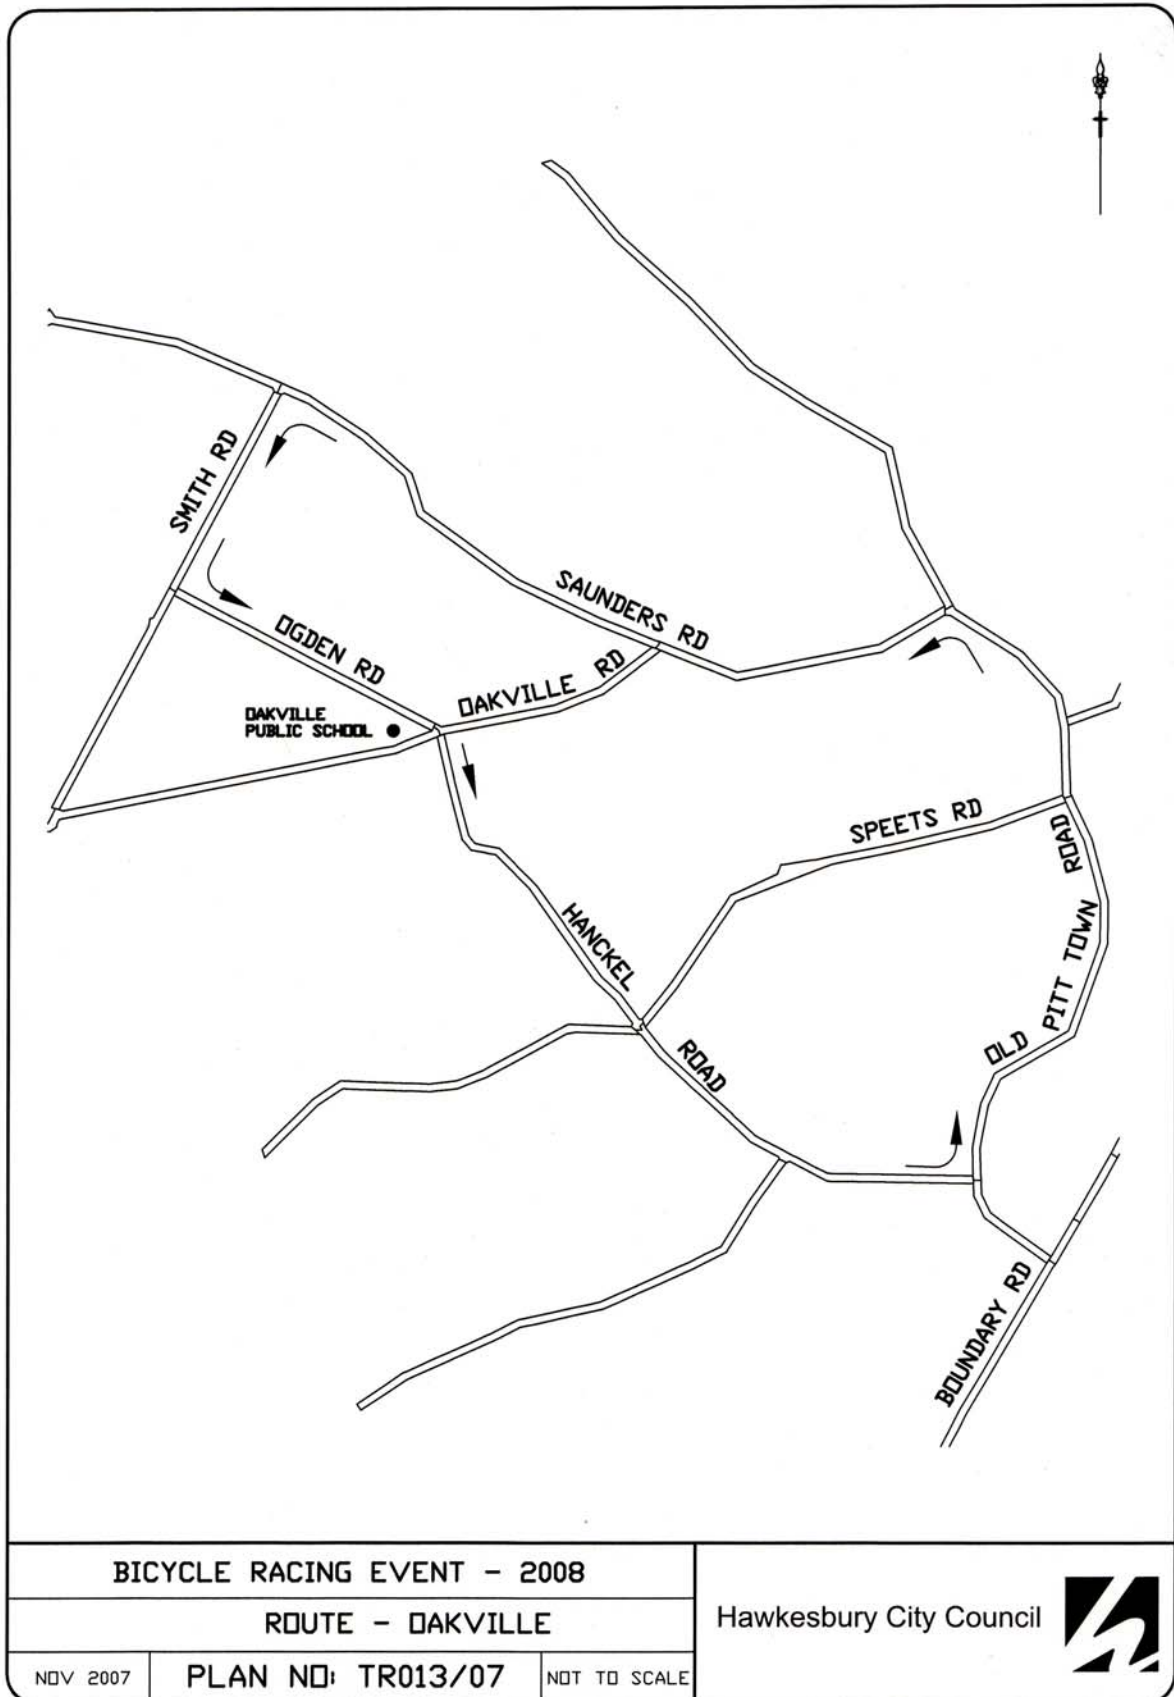 SMITH RD
SAUNDERS RD
OGDEN RD
OAKVILLE RD
OAKVILLE
PUBLIC SCHOOL
SPEETS RD
HANCKEL
ROAD
OLD PITT TOWN ROAD
BOUNDARY RD
BICYCLE RACING EVENT - 2008
ROUTE - OAKVILLE
NOV 2007
PLAN NO: TR013/07
NOT TO SCALE
Hawkesbury City Council